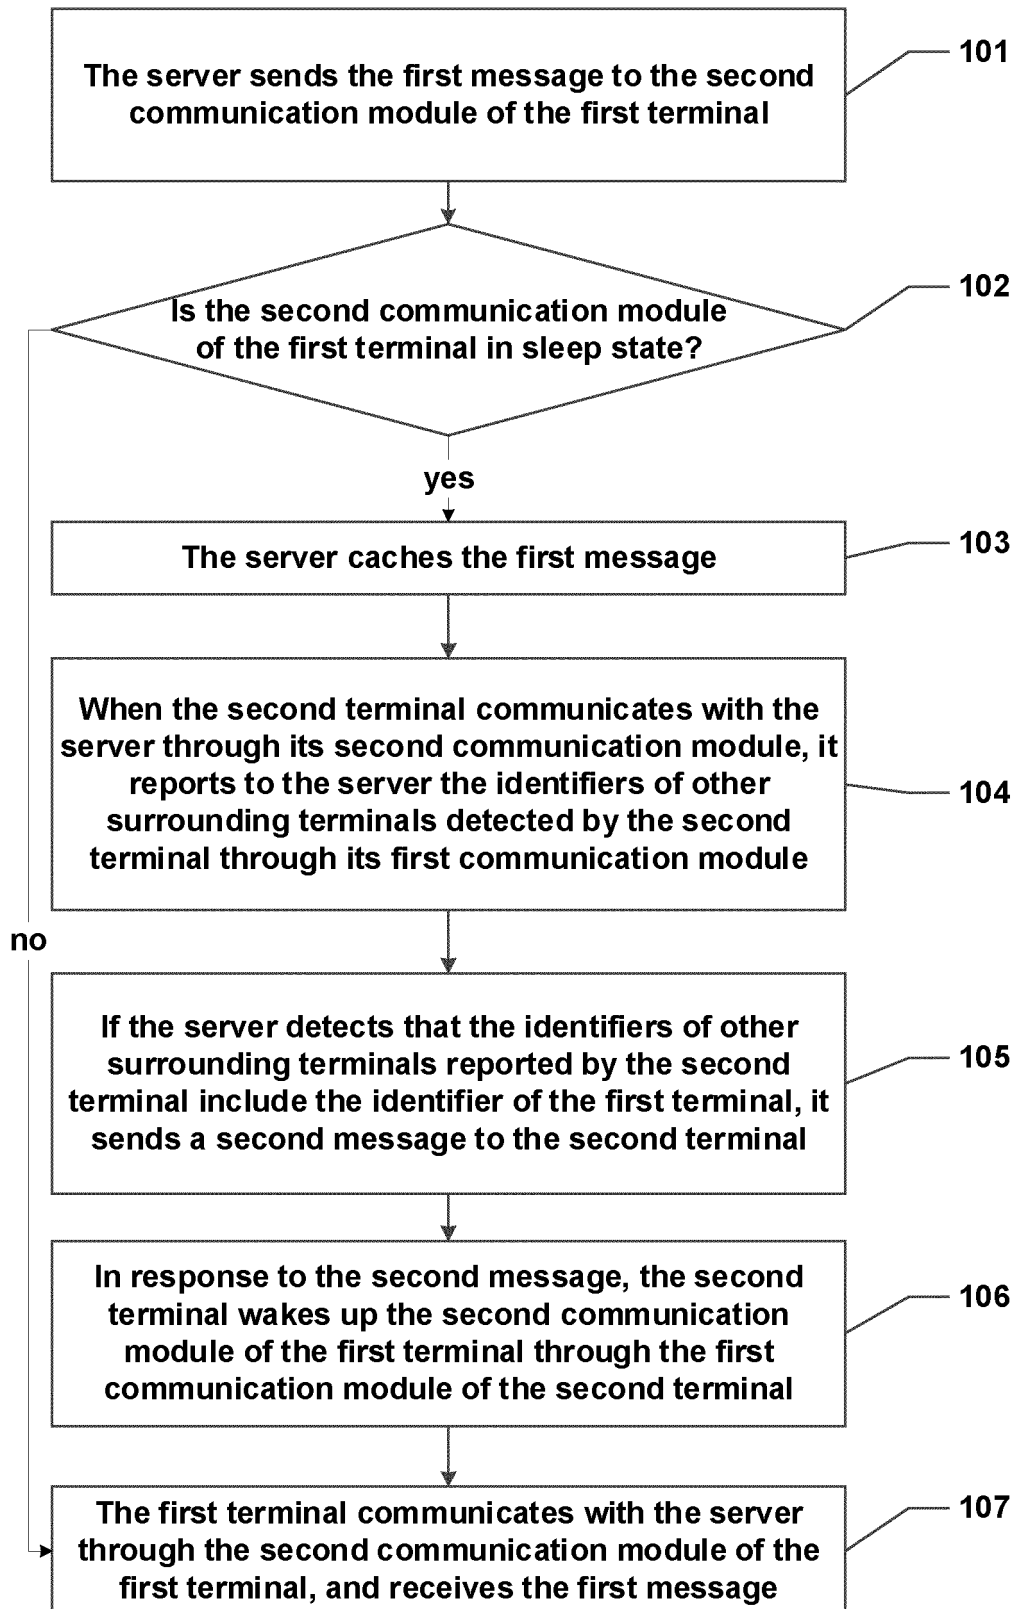 The server sends the first message to the second
communication module of the first terminal
101
Is the second communication module
of the first terminal in sleep state?
102
yes
The server caches the first message
103
When the second terminal communicates with the
server through its second communication module, it
reports to the server the identifiers of other
surrounding terminals detected by the second
terminal through its first communication module
104
no
If the server detects that the identifiers of other
surrounding terminals reported by the second
terminal include the identifier of the first terminal, it
sends a second message to the second terminal
105
In response to the second message, the second
terminal wakes up the second communication
module of the first terminal through the first
communication module of the second terminal
106
The first terminal communicates with the server
through the second communication module of the
first terminal, and receives the first message
107